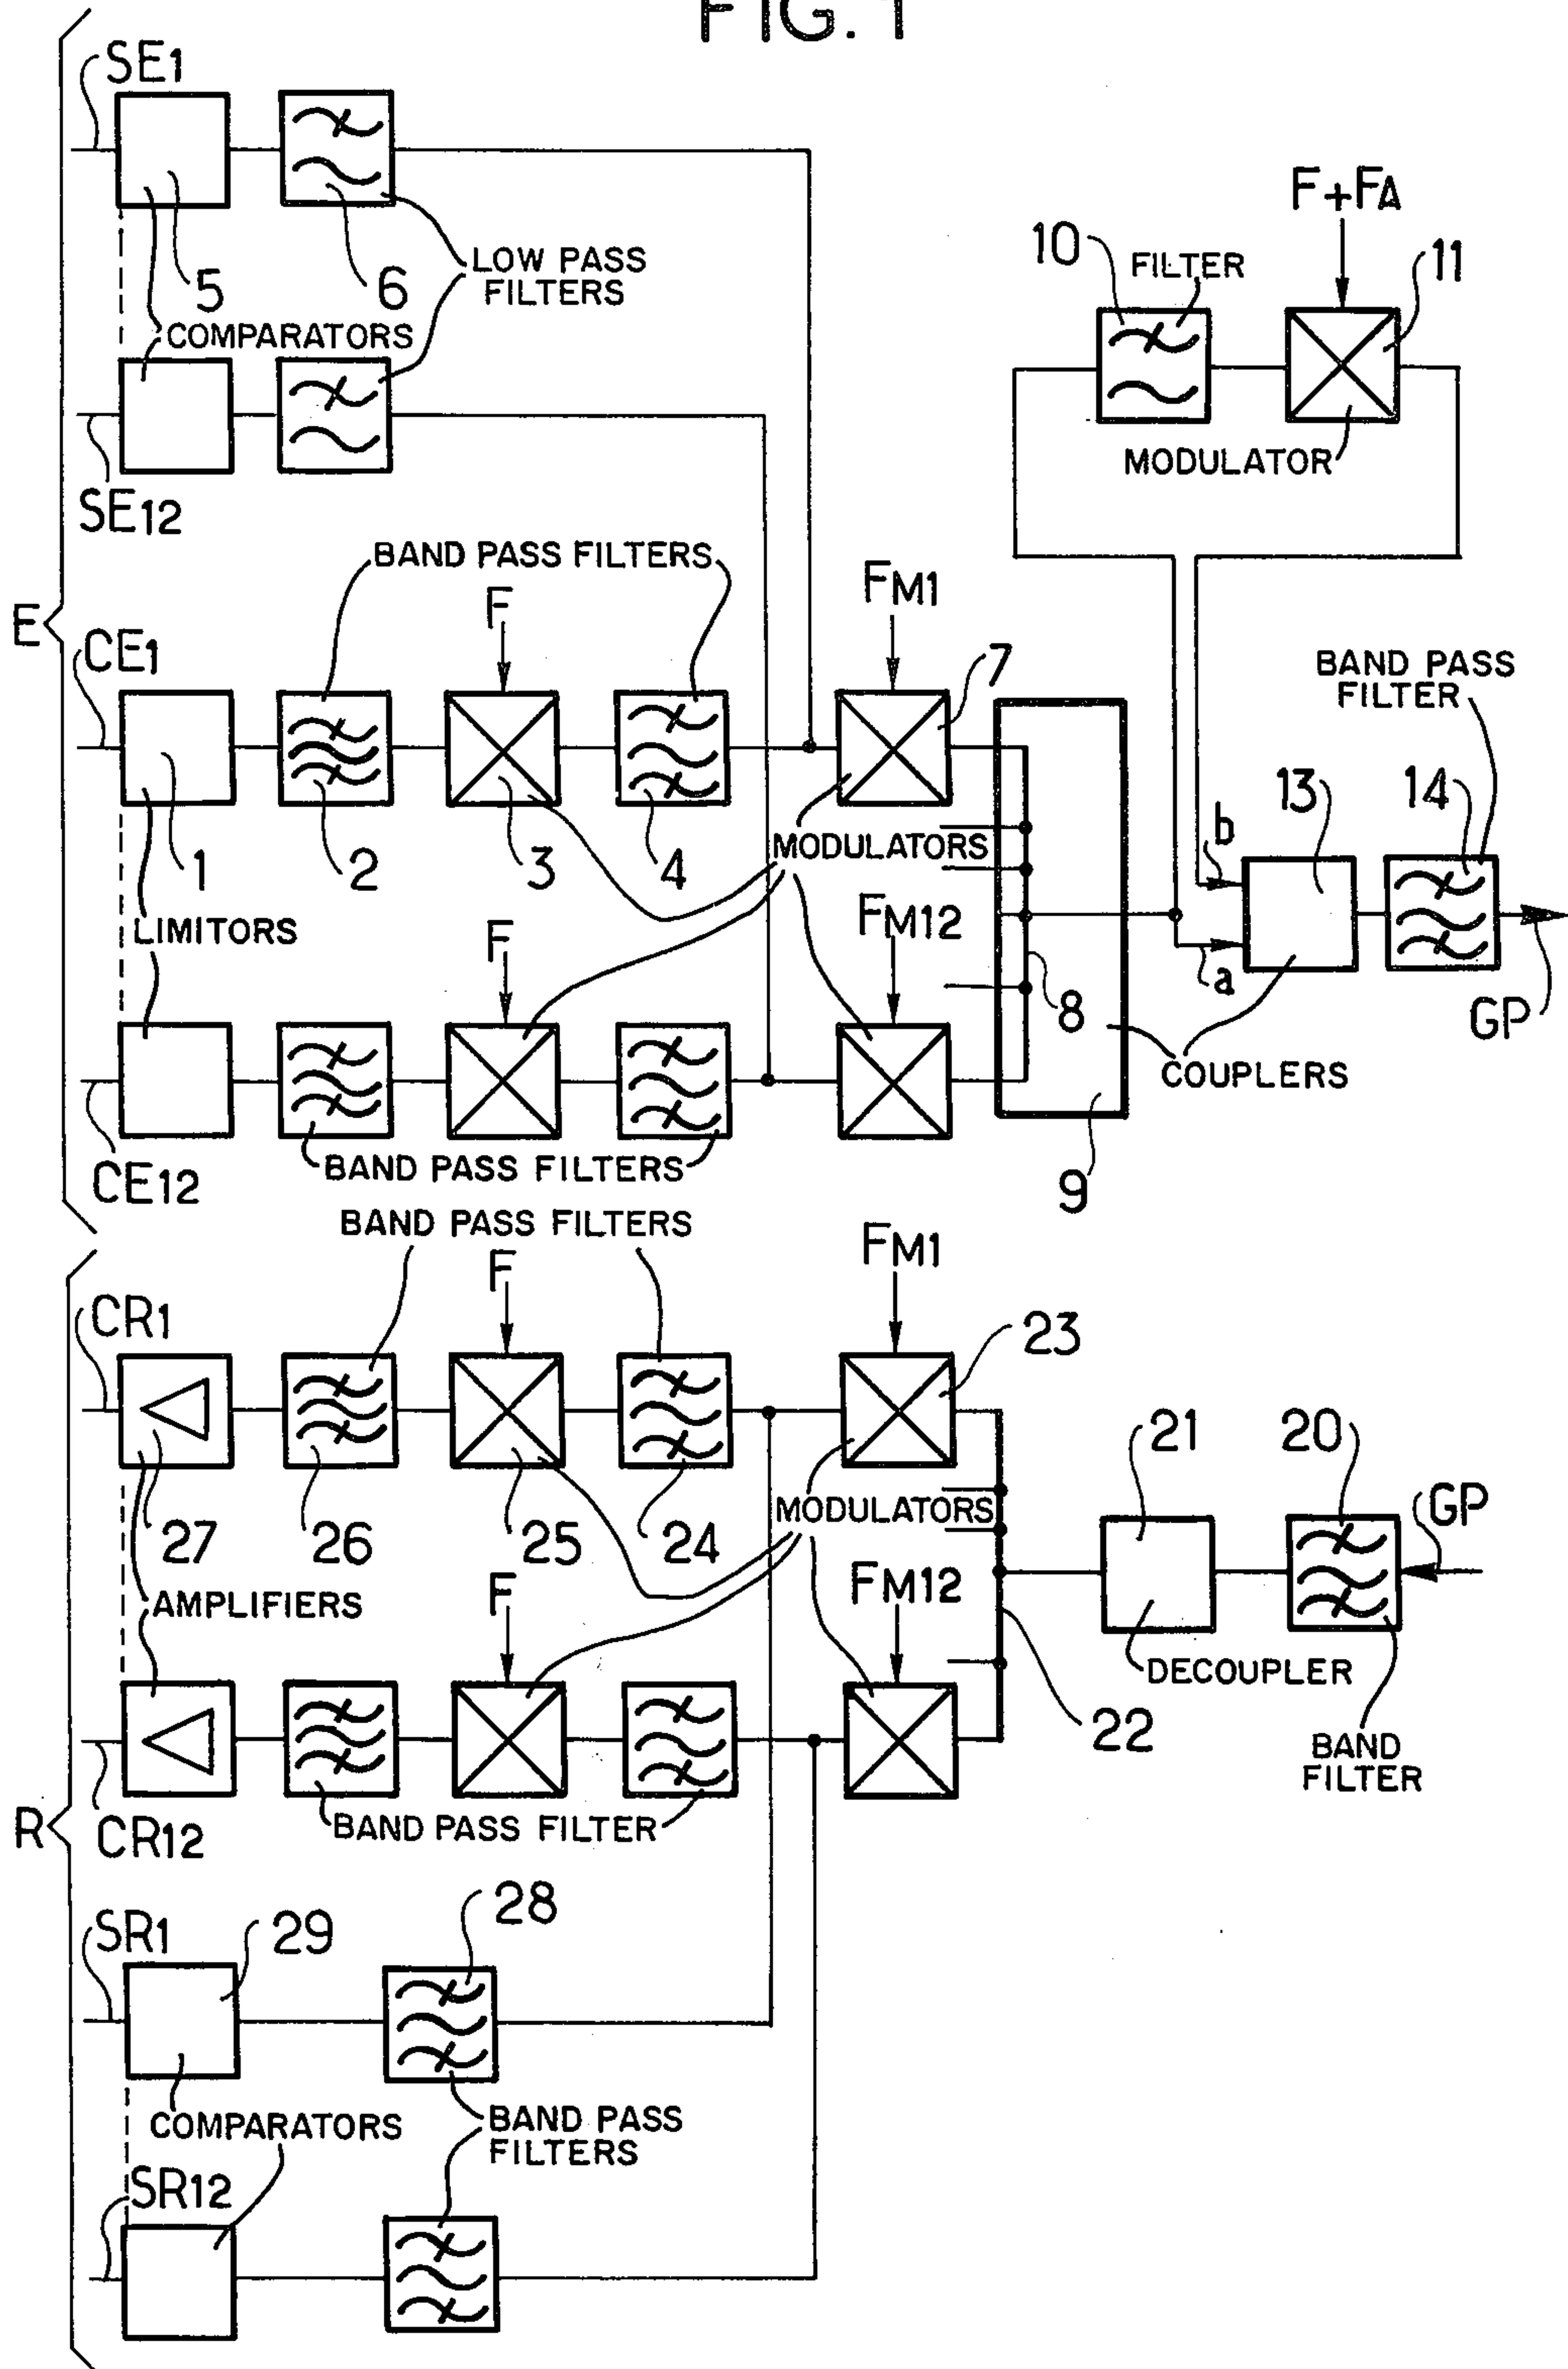 FIG. 1
SE1
5
6
LOW PASS
FILTERS
COMPARATORS
SE12
F+FA
10
FILTER
11
MODULATOR
E
BAND PASS FILTERS
F
FM1
CE1
7
BAND PASS
FILTER
1
2
3
4
MODULATORS
13
14
b
a
LIMITORS
F
FM12
8
GP
COUPLERS
CE12
BAND PASS FILTERS
9
BAND PASS FILTERS
F
FM1
CR1
23
27
26
25
24
MODULATORS
21
20
GP
AMPLIFIERS
F
FM12
DECOUPLER
22
BAND
FILTER
R
CR12
BAND PASS FILTER
28
SR1
29
COMPARATORS
BAND PASS
FILTERS
SR12